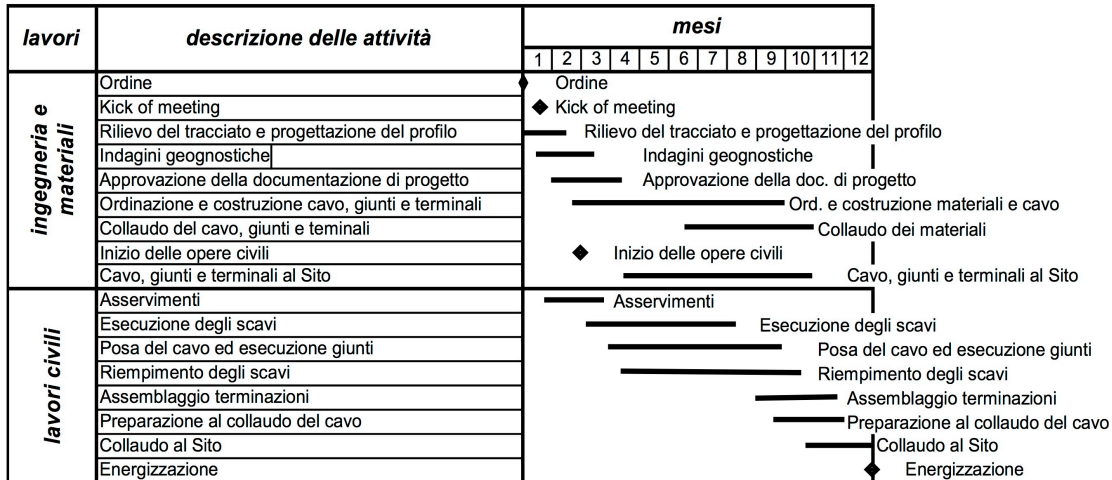 lavori descrizione delle attività mesi
1 2 3 4 5 6 7 8 9 10 11 12
ingegneria e
materiali
Ordine Ordine
Kick of meeting Kick of meeting
Rilievo del tracciato e progettazione del profilo Rilievo del tracciato e progettazione del profilo
Indagini geognostiche Indagini geognostiche
Approvazione della documentazione di progetto Approvazione della doc. di progetto
Ordinazione e costruzione cavo, giunti e terminali Ord. e costruzione materiali e cavo
Collaudo del cavo, giunti e teminali Collaudo dei materiali
Inizio delle opere civili Inizio delle opere civili
Cavo, giunti e terminali al Sito Cavo, giunti e terminali al Sito
lavori civili
Asservimenti Asservimenti
Esecuzione degli scavi Esecuzione degli scavi
Posa del cavo ed esecuzione giunti Posa del cavo ed esecuzione giunti
Riempimento degli scavi Riempimento degli scavi
Assemblaggio terminazioni Assemblaggio terminazioni
Preparazione al collaudo del cavo Preparazione al collaudo del cavo
Collaudo al Sito Collaudo al Sito
Energizzazione Energizzazione